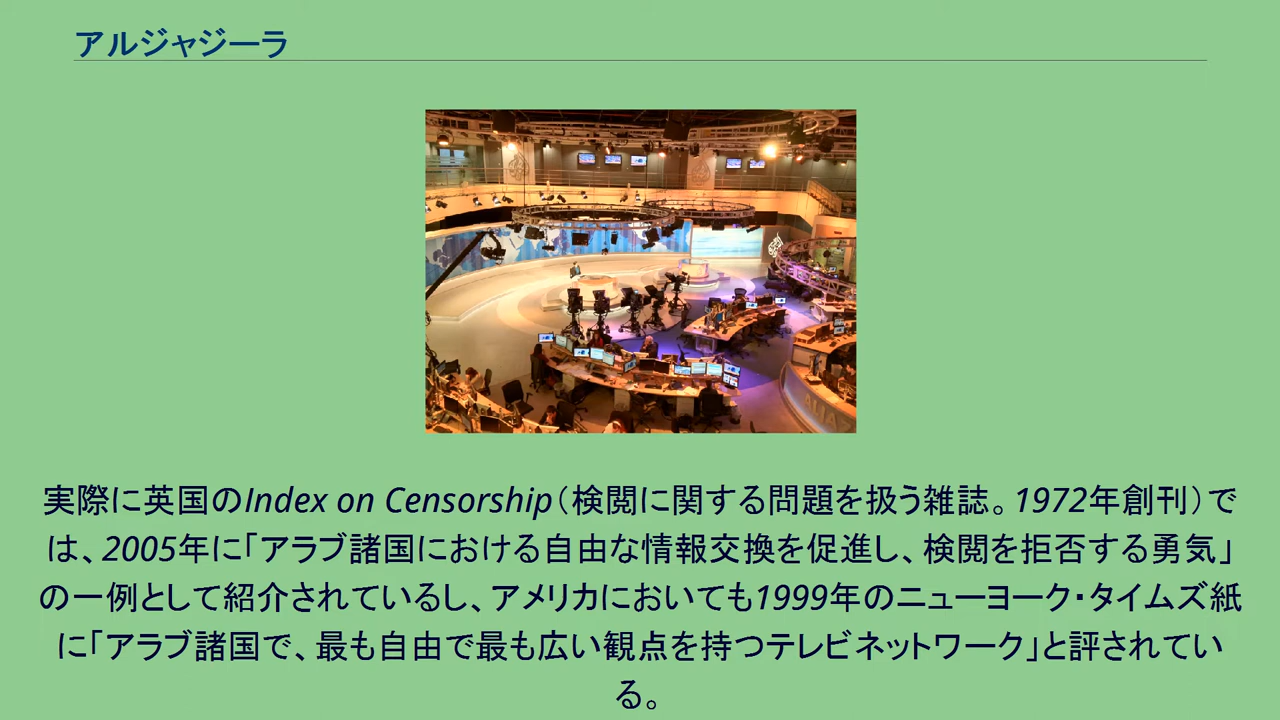 アルジャジーラ
実際に英国のIndex on Censorship（検閲に関する問題を扱う雑誌。1972年創刊）で
は、2005年に「アラブ諸国における自由な情報交換を促進し、検閲を拒否する勇気」
の一例として紹介されているし、アメリカにおいても1999年のニューヨーク・タイムズ紙
に「アラブ諸国で、最も自由で最も広い観点を持つテレビネットワーク」と評されてい
る。